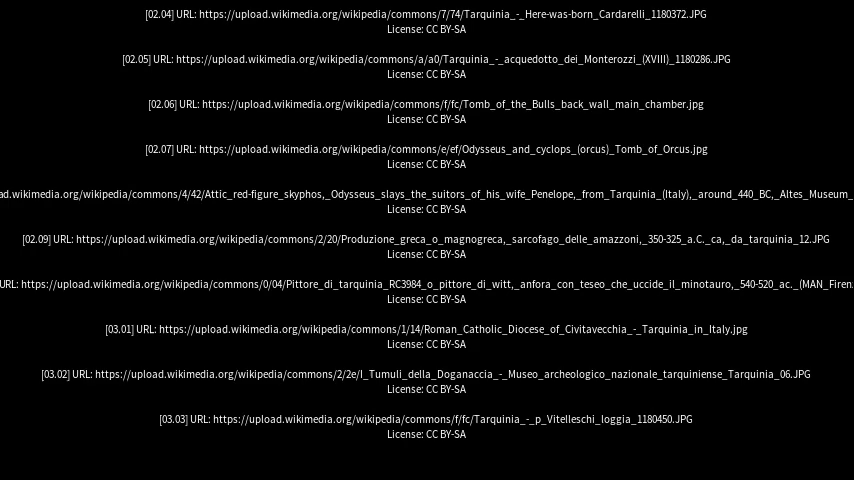 [02.04] URL: https://upload.wikimedia.org/wikipedia/commons/7/74/Tarquinia_-_Here-was-born_Cardarelli_1180372.JPG
License: CC BY-SA
[02.05] URL: https://upload.wikimedia.org/wikipedia/commons/a/a0/Tarquinia_-_acquedotto_dei_Monterozzi_(XVIII)_1180286.JPG
License: CC BY-SA
[02.06] URL: https://upload.wikimedia.org/wikipedia/commons/f/fc/Tomb_of_the_Bulls_back_wall_main_chamber.jpg
License: CC BY-SA
[02.07] URL: https://upload.wikimedia.org/wikipedia/commons/e/ef/Odysseus_and_cyclops_(orcus)_Tomb_of_Orcus.jpg
License: CC BY-SA
ad.wikimedia.org/wikipedia/commons/4/42/Attic_red-figure_skyphos,_Odysseus_slays_the_suitors_of_his_wife_Penelope,_from_Tarquinia_(Italy),_around_440_BC,_Altes_Museum_
License: CC BY-SA
[02.09] URL: https://upload.wikimedia.org/wikipedia/commons/2/20/Produzione_greca_o_magnogreca,_sarcofago_delle_amazzoni,_350-325_a.C._ca,_da_tarquinia_12.JPG
License: CC BY-SA
URL: https://upload.wikimedia.org/wikipedia/commons/0/04/Pittore_di_tarquinia_RC3984_o_pittore_di_witt,_anfora_con_teseo_che_uccide_il_minotauro,_540-520_ac._(MAN_Firen
License: CC BY-SA
[03.01] URL: https://upload.wikimedia.org/wikipedia/commons/1/14/Roman_Catholic_Diocese_of_Civitavecchia_-_Tarquinia_in_Italy.jpg
License: CC BY-SA
[03.02] URL: https://upload.wikimedia.org/wikipedia/commons/2/2e/I_Tumuli_della_Doganaccia_-_Museo_archeologico_nazionale_tarquiniense_Tarquinia_06.JPG
License: CC BY-SA
[03.03] URL: https://upload.wikimedia.org/wikipedia/commons/f/fc/Tarquinia_-_p_Vitelleschi_loggia_1180450.JPG
License: CC BY-SA